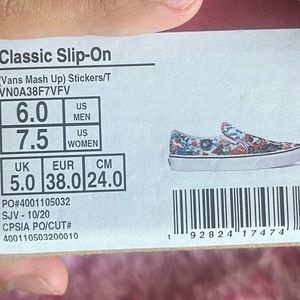 Classic Slip-On
(Vans Mash Up) Stickers/T
VN0A38F7VFV
6.0 US MEN
7.5 US WOMEN
UK EUR CM
5.0 38.0 24.0
PO#4001105032
SJV - 10/20
CPSIA PO/CUT#
400110503200010
1 92824 17474